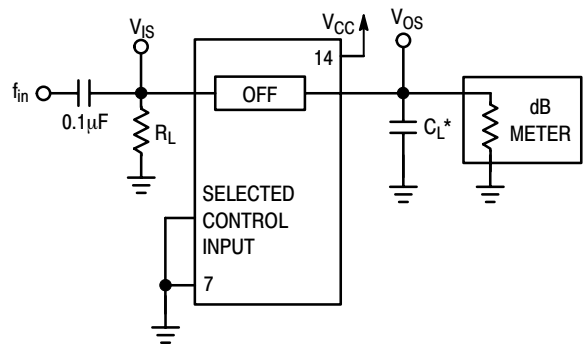 V_IS
V_CC
V_OS
14
f_in
OFF
dB
METER
0.1μF
R_L
C_L*
SELECTED
CONTROL
INPUT
7